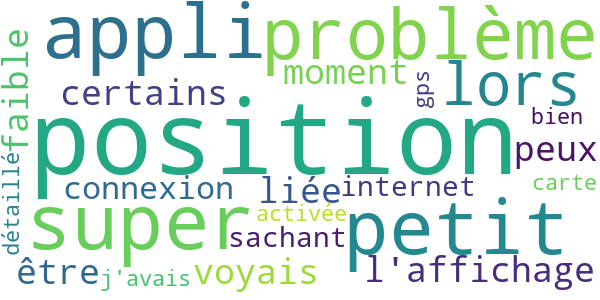 appli problème
faible
moment
certains
gps
lors
bien
position
peux
détaillé
connexion
liée
internet
carte
super
activée
petit
sachant
être
j'avais
voyais
l'affichage